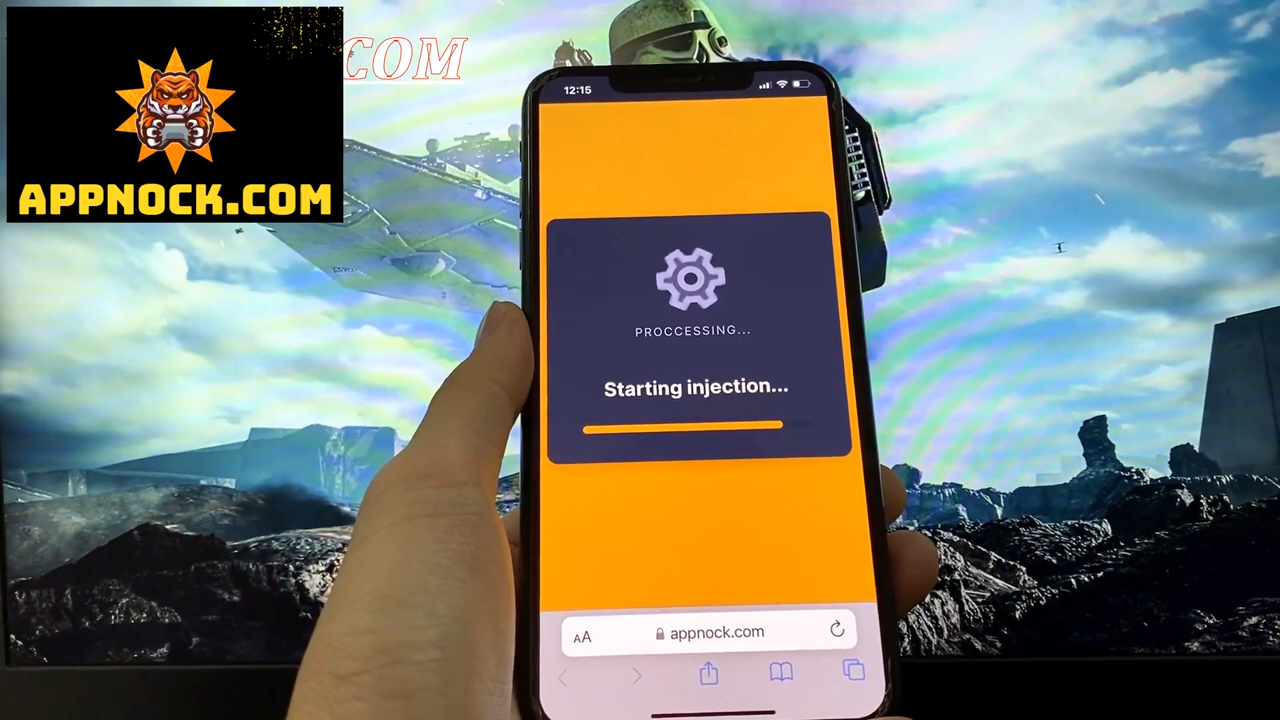 .COM
APPNOCK.COM
12:15
PROCCESSING...
Starting injection...
AA
appnock.com